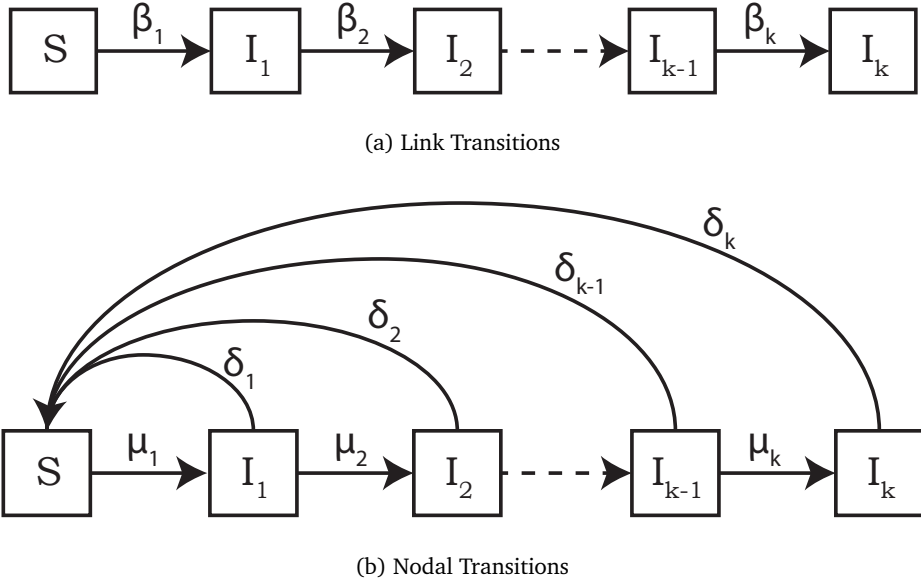 β1 β2 βk
S I1 I2 Ik-1 Ik
(a) Link Transitions
δk
δk-1
δ2
δ1
μ1 μ2 μk
S I1 I2 Ik-1 Ik
(b) Nodal Transitions